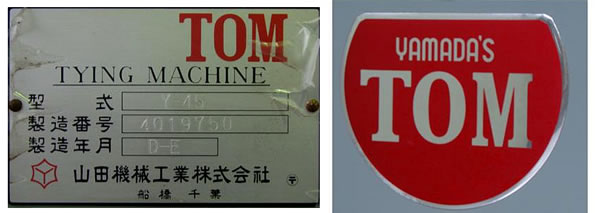 TOM
TYING MACHINE
型 式 Y-45
製造番号 4019750
製造年月 D-E
山田機械工業株式会社
船橋 千葉
YAMADA'S
TOM